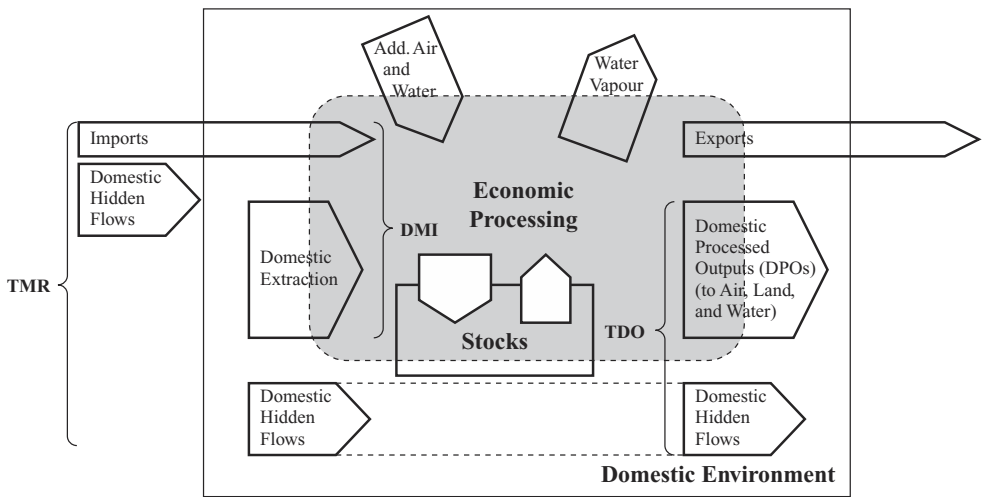 Add. Air
and
Water
Water
Vapour
Imports
Exports
Domestic
Hidden
Flows
Economic
Processing
DMI
Domestic
Extraction
Domestic
Processed
Outputs (DPOs)
(to Air, Land,
and Water)
TMR
TDO
Stocks
Domestic
Hidden
Flows
Domestic
Hidden
Flows
Domestic Environment